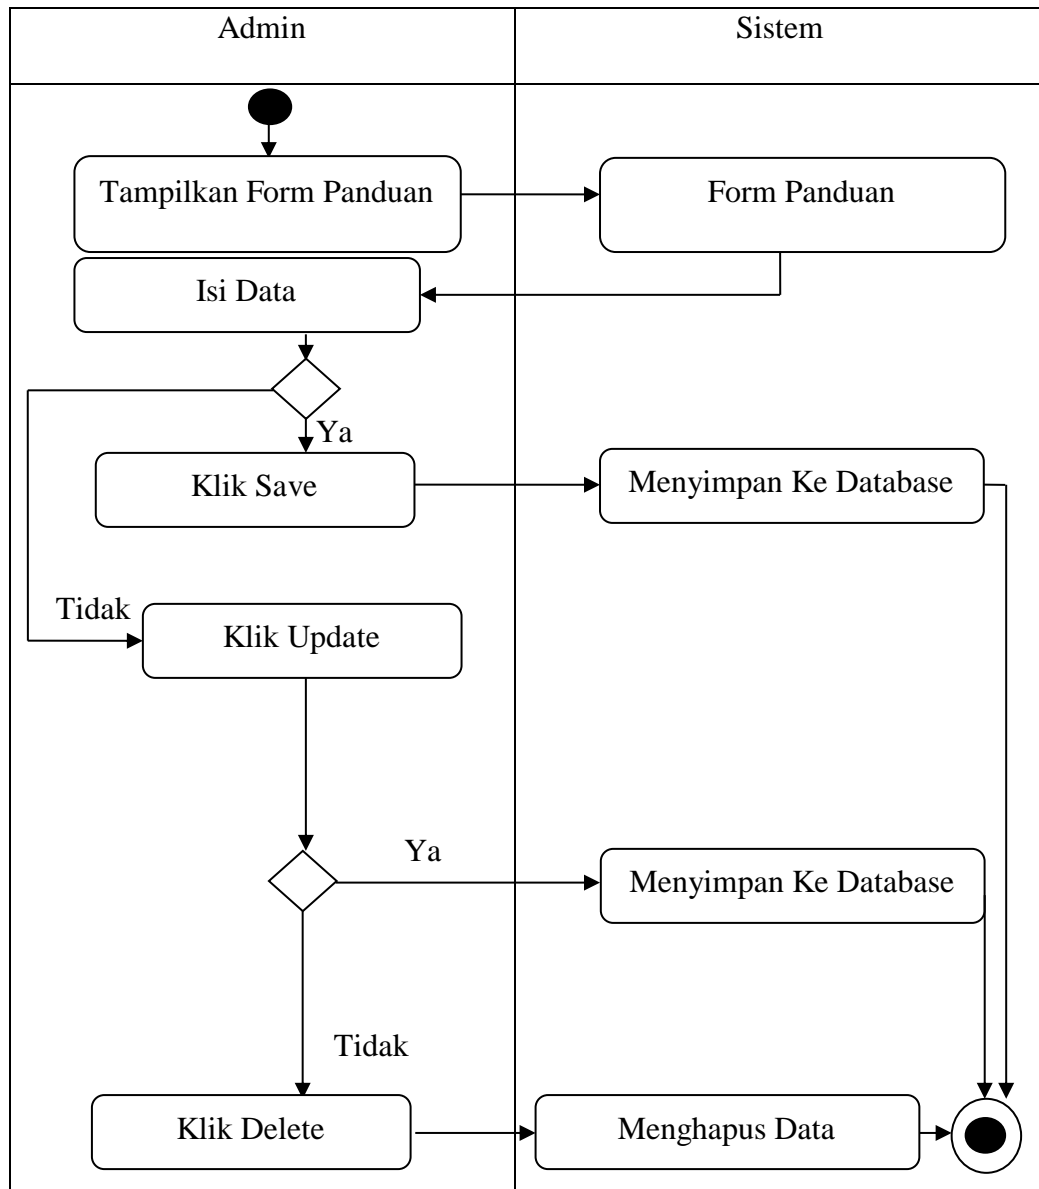 Admin
Sistem
Tampilkan Form Panduan
Form Panduan
Isi Data
Ya
Klik Save
Menyimpan Ke Database
Tidak
Klik Update
Ya
Menyimpan Ke Database
Tidak
Klik Delete
Menghapus Data